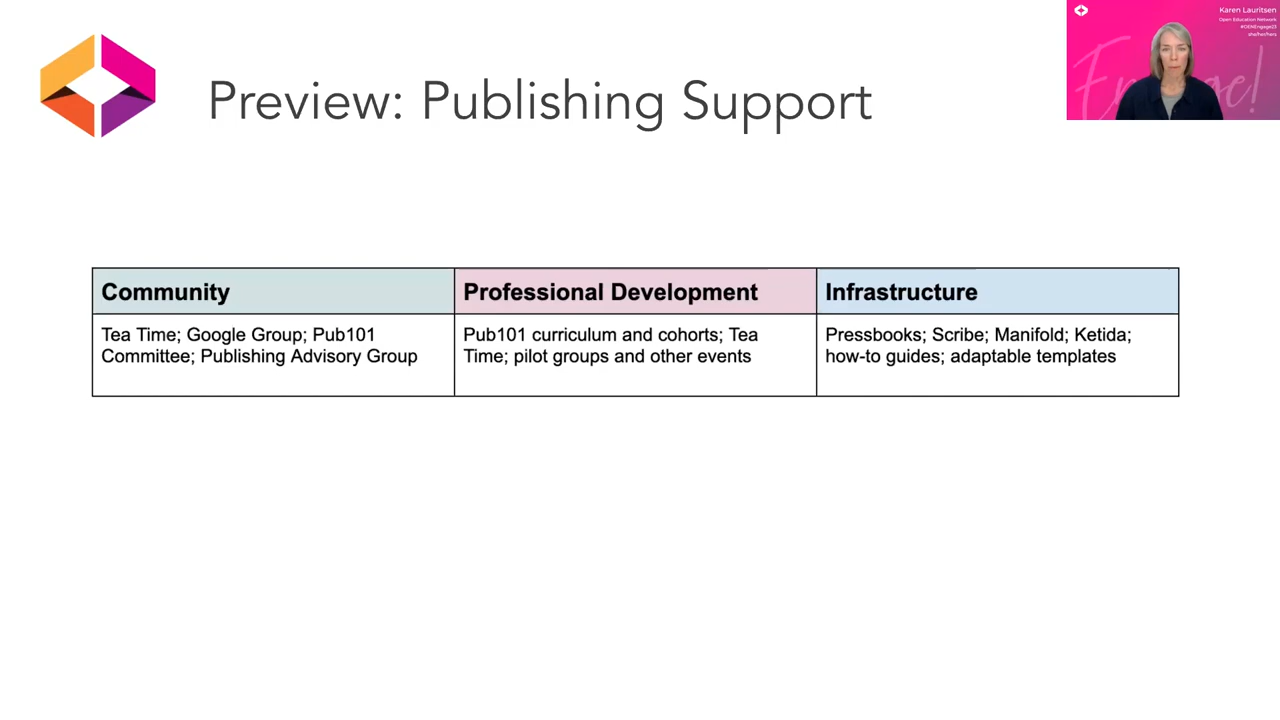 Preview: Publishing Support
Karen Lauritsen
Open Education Network
#OENEngage23
she/her/hers
Engage!
Community
Professional Development
Infrastructure
Tea Time; Google Group; Pub101
Committee; Publishing Advisory Group
Pub101 curriculum and cohorts; Tea
Time; pilot groups and other events
Pressbooks; Scribe; Manifold; Ketida;
how-to guides; adaptable templates